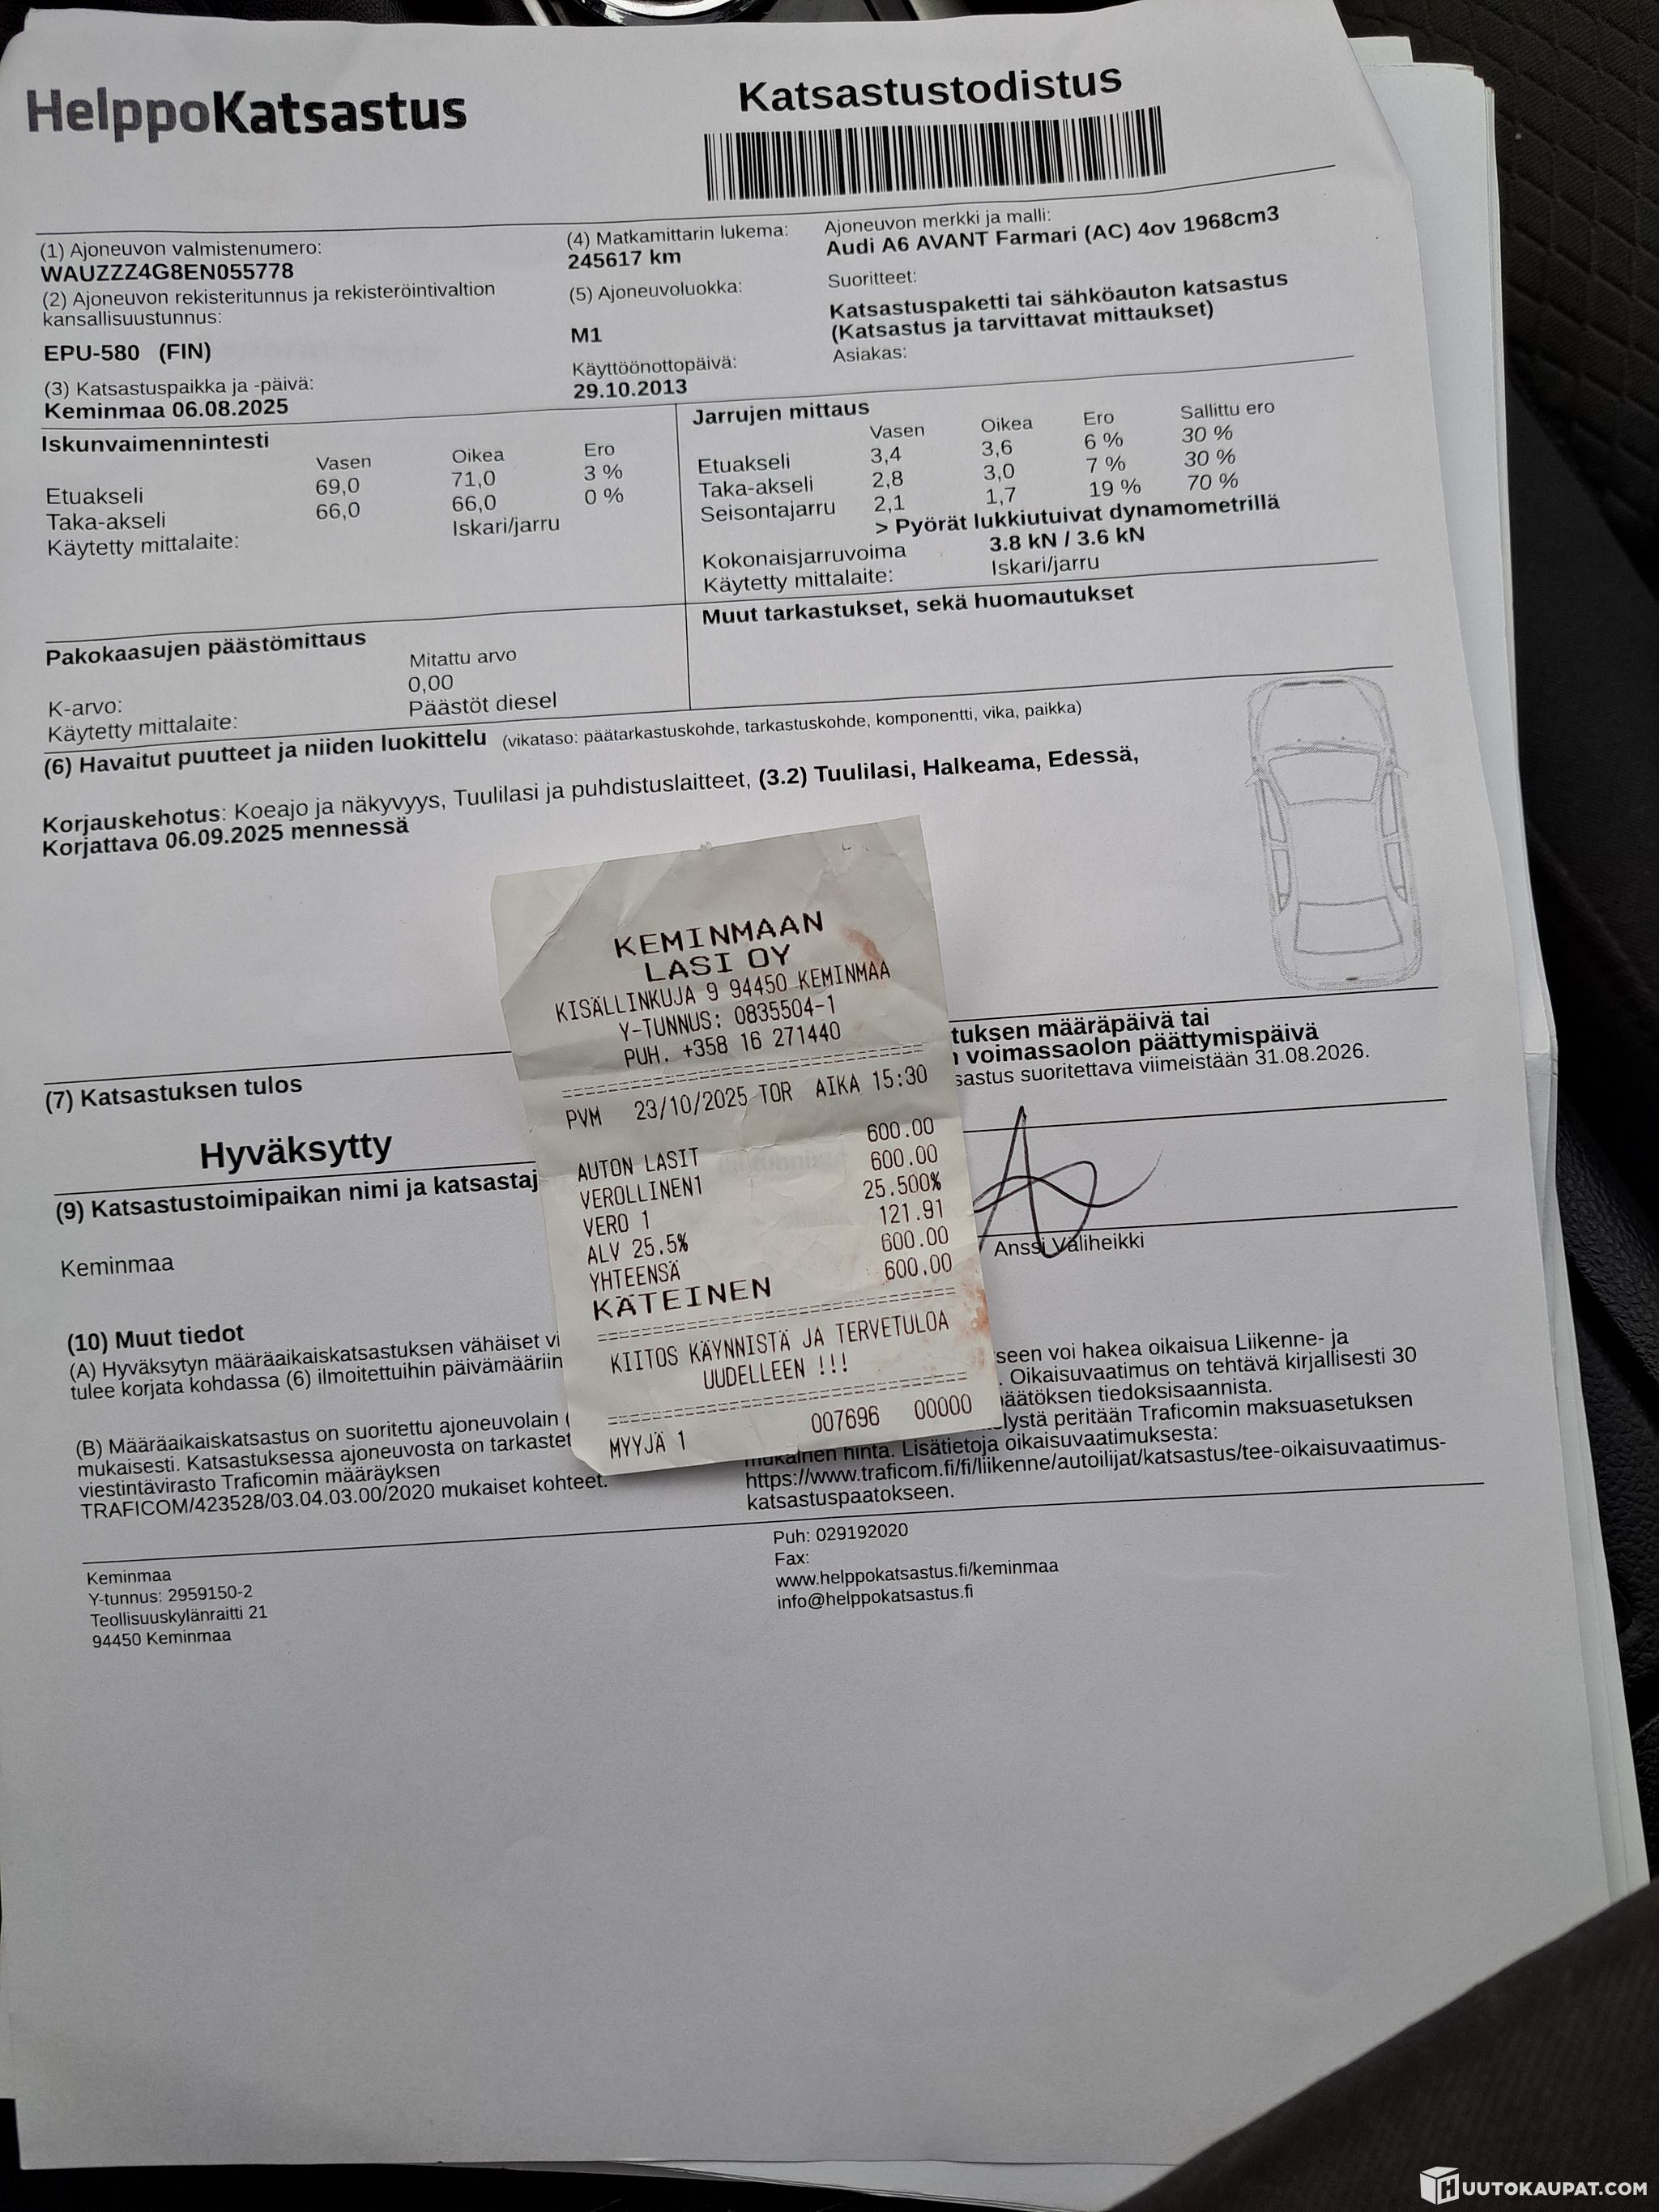 HelppoKatsastus
Katsastustodistus
(1) Ajoneuvon valmistenumero:
WAUZZZ4G8EN055778
(2) Ajoneuvon rekisteritunnus ja rekisteröintivaltion
kansallisuustunnus:
EPU-580 (FIN)
(3) Katsastuspaikka ja -päivä:
Keminmaa 06.08.2025
(4) Matkamittarin lukema:
245617 km
(5) Ajoneuvoluokka:
M1
Käyttöönottopäivä:
29.10.2013
Ajoneuvon merkki ja malli:
Audi A6 AVANT Farmari (AC) 4ov 1968cm3
Suoritteet:
Katsastuspaketti tai sähköauton katsastus
(Katsastus ja tarvittavat mittaukset)
Asiakas:
Iskunvaimennintesti
Vasen Oikea Ero
Etuakseli 69,0 71,0 3 %
Taka-akseli 66,0 66,0 0 %
Käytetty mittalaite: Iskari/jarru
Jarrujen mittaus
Vasen Oikea Ero Sallittu ero
Etuakseli 3,4 3,6 6 % 30 %
Taka-akseli 2,8 3,0 7 % 30 %
Seisontajarru 2,1 1,7 19 % 70 %
> Pyörät lukkiutuivat dynamometrillä
Kokonaisjarruvoima 3.8 kN / 3.6 kN
Käytetty mittalaite: Iskari/jarru
Pakokaasujen päästömittaus
Mitattu arvo
K-arvo: 0,00
Käytetty mittalaite: Päästöt diesel
Muut tarkastukset, sekä huomautukset
(6) Havaitut puutteet ja niiden luokittelu (vikataso: päätarkastuskohde, tarkastuskohde, komponentti, vika, paikka)
Korjauskehotus: Koeajo ja näkyvyys, Tuulilasi ja puhdistuslaitteet, (3.2) Tuulilasi, Halkeama, Edessä,
Korjattava 06.09.2025 mennessä
KEMINMAAN
LASI OY
KISÄLLINKUJA 9 94450 KEMINMAA
Y-TUNNUS: 0835504-1
PUH. +358 16 271440
PVM 23/10/2025 TOR AIKA 15:30
AUTON LASIT 600.00
VEROLLINEN1 600.00
VERO 1 25.500%
ALV 25.5% 121.91
YHTEENSÄ 600.00
KÄTEINEN 600.00
KIITOS KÄYNNISTÄ JA TERVETULOA
UUDELLEEN !!!
MYYJÄ 1 007696 00000
(7) Katsastuksen tulos
Hyväksytty
tuksen määräpäivä tai
voimassaolon päättymispäivä
sastus suoritettava viimeistään 31.08.2026.
(9) Katsastustoimipaikan nimi ja katsastaj
Keminmaa
Anssi Väliheikki
(10) Muut tiedot
(A) Hyväksytyn määräaikaiskatsastuksen vähäiset vi
tulee korjata kohdassa (6) ilmoitettuihin päivämääriin
(B) Määräaikaiskatsastus on suoritettu ajoneuvolain (
mukaisesti. Katsastuksessa ajoneuvosta on tarkastet
viestintävirasto Traficomin määräyksen
TRAFICOM/423528/03.04.03.00/2020 mukaiset kohteet.
seen voi hakea oikaisua Liikenne- ja
. Oikaisuvaatimus on tehtävä kirjallisesti 30
äätöksen tiedoksisaannista.
lystä peritään Traficomin maksuasetuksen
mukainen hinta. Lisätietoja oikaisuvaatimuksesta:
https://www.traficom.fi/fi/liikenne/autoilijat/katsastus/tee-oikaisuvaatimus-
katsastuspaatokseen.
Keminmaa
Y-tunnus: 2959150-2
Teollisuuskylänraitti 21
94450 Keminmaa
Puh: 029192020
Fax:
www.helppokatsastus.fi/keminmaa
info@helppokatsastus.fi
HUUTOKAUPAT.COM